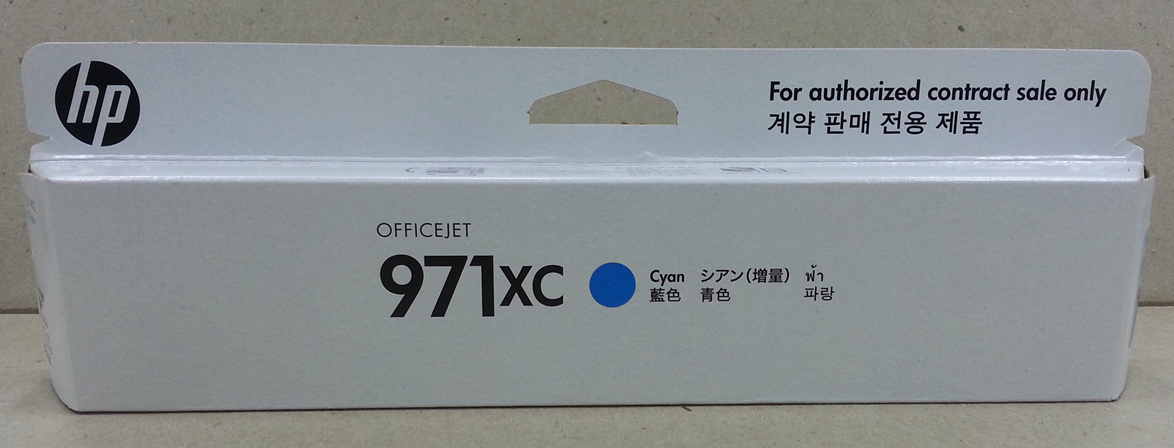 hp
For authorized contract sale only
계약 판매 전용 제품
OFFICEJET
971XC
Cyan シアン(増量) ฟ้า
藍色 青色 파랑